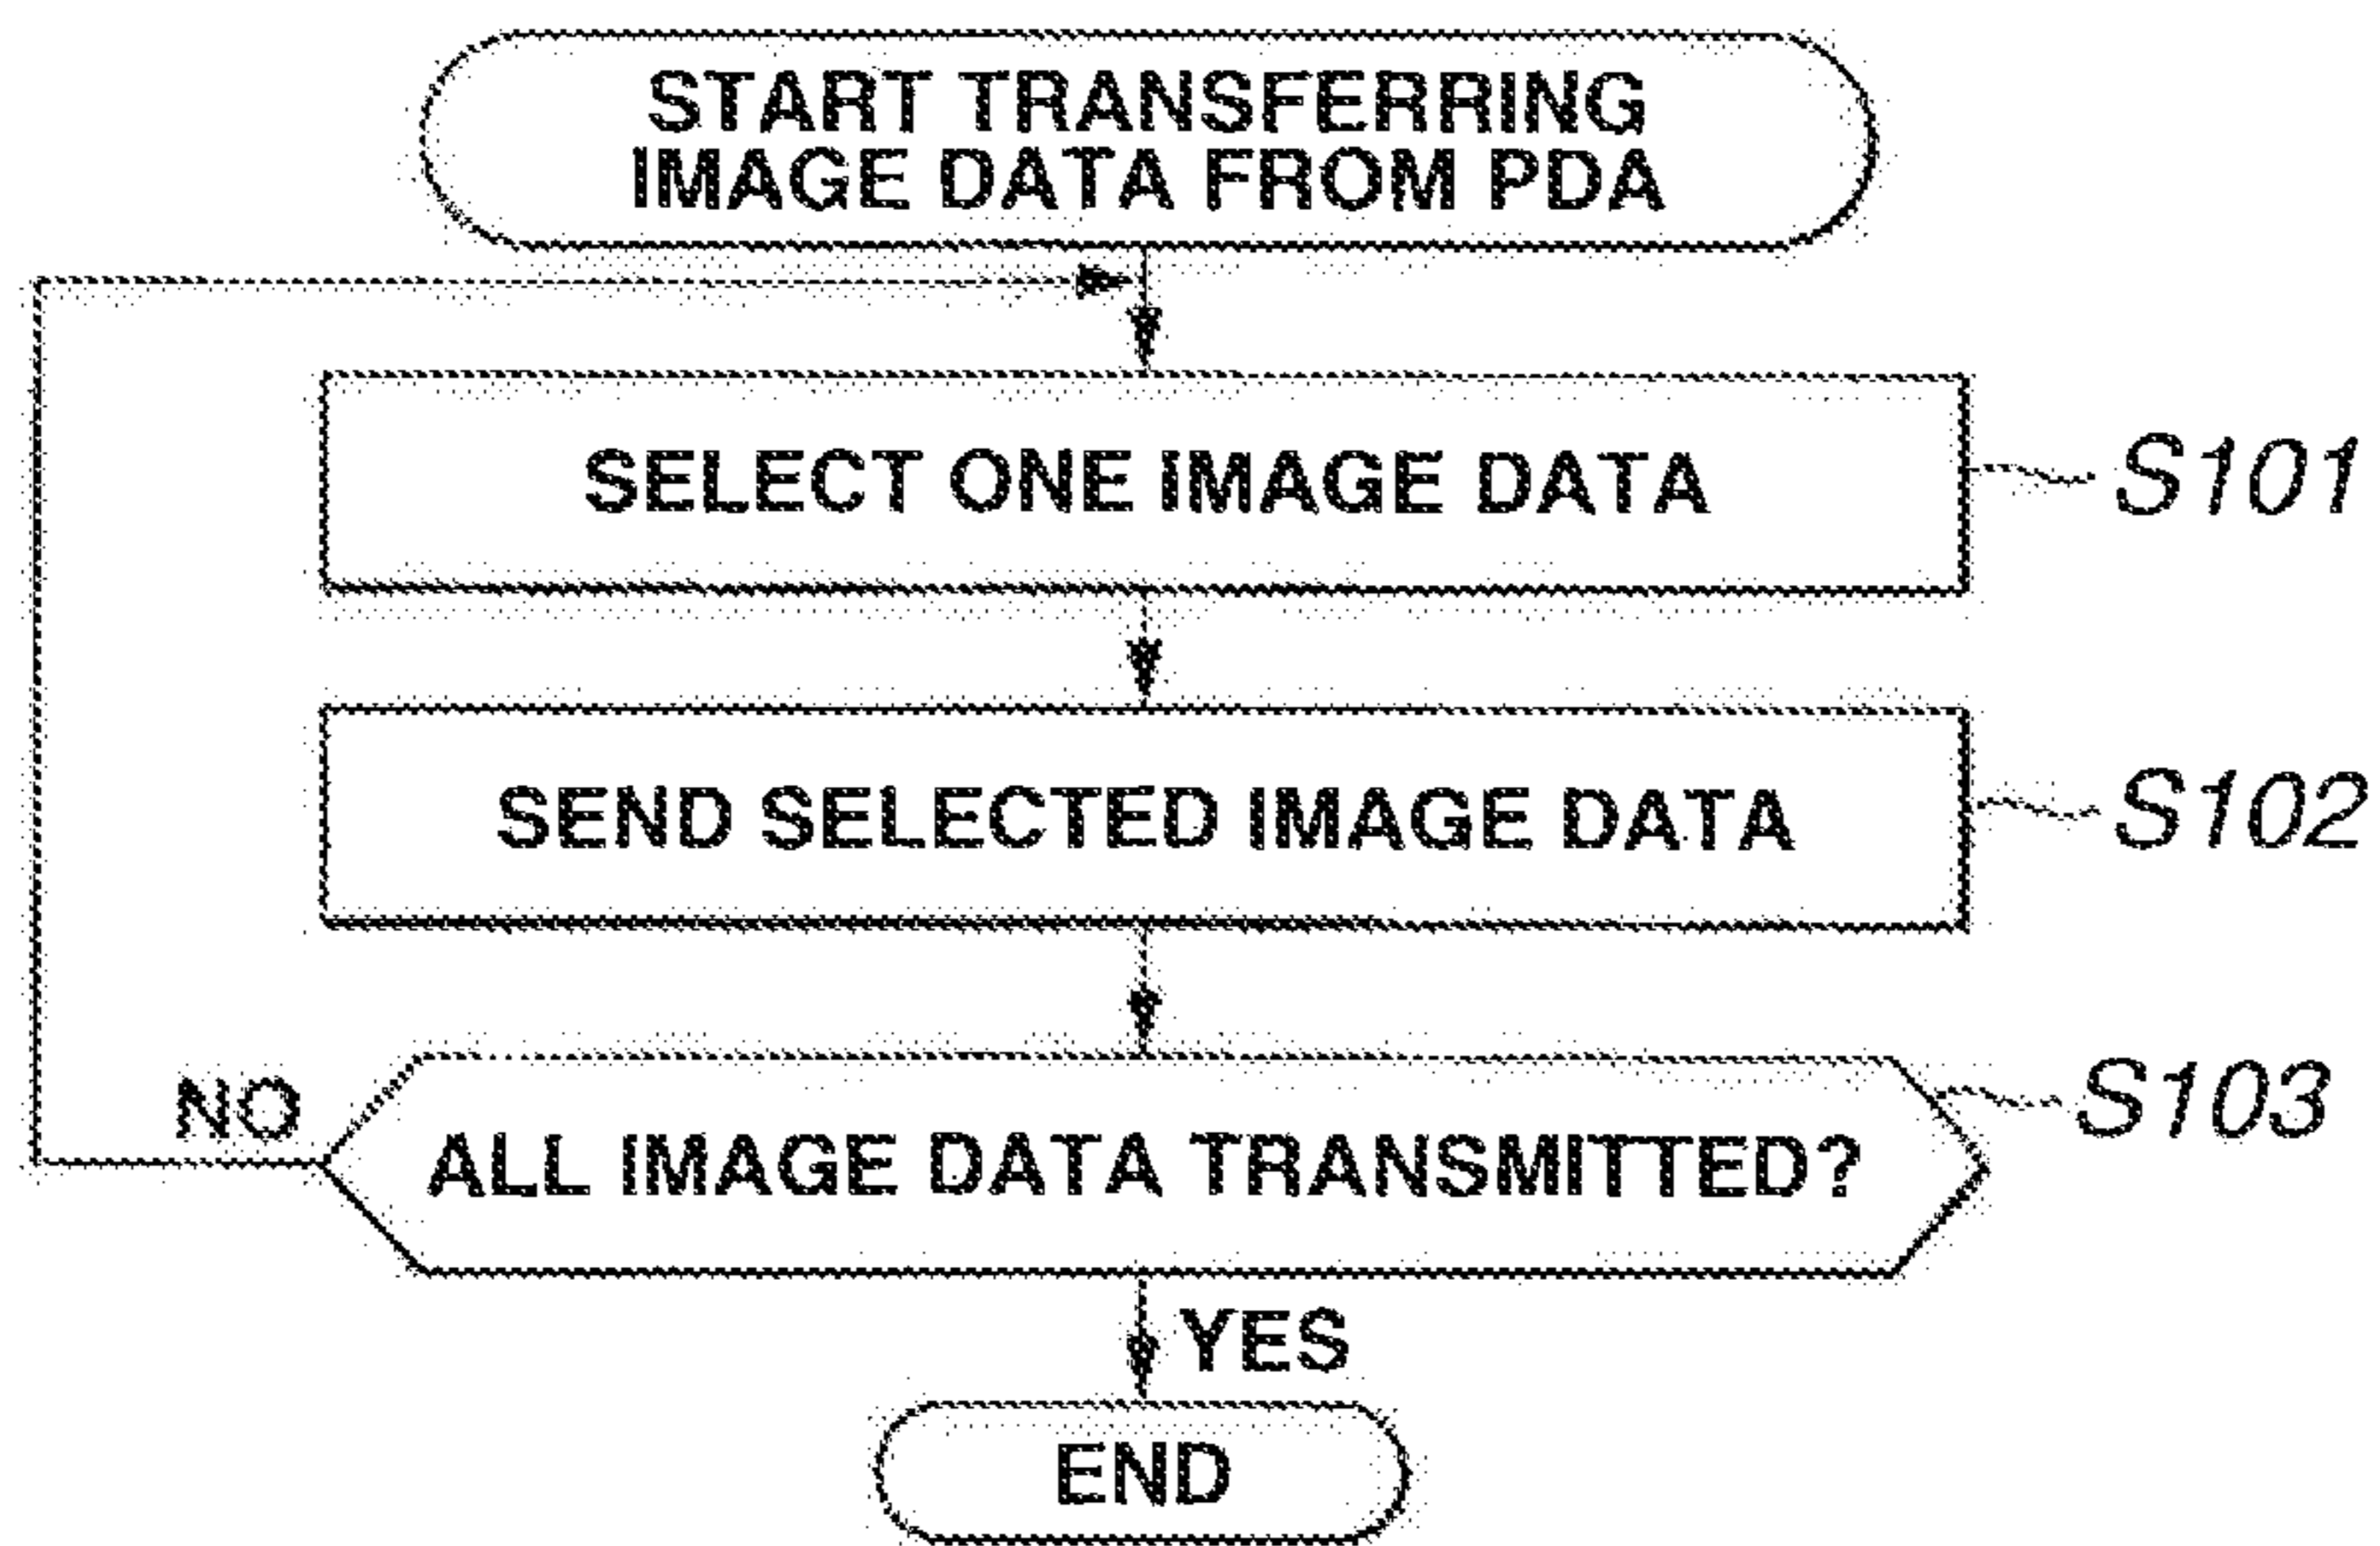 START TRANSFERRING
IMAGE DATA FROM PDA
SELECT ONE IMAGE DATA
S101
SEND SELECTED IMAGE DATA
S102
S103
NO
ALL IMAGE DATA TRANSMITTED?
YES
END